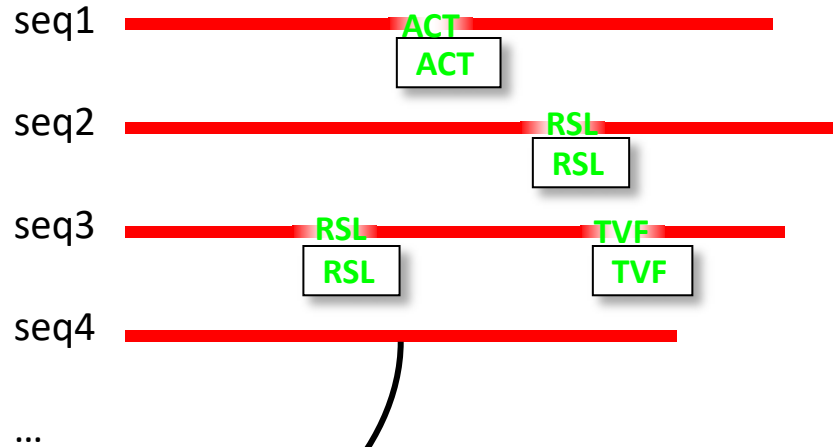 seq1 ACT
ACT
seq2 RSL
RSL
seq3 RSL TVF
RSL TVF
seq4
...